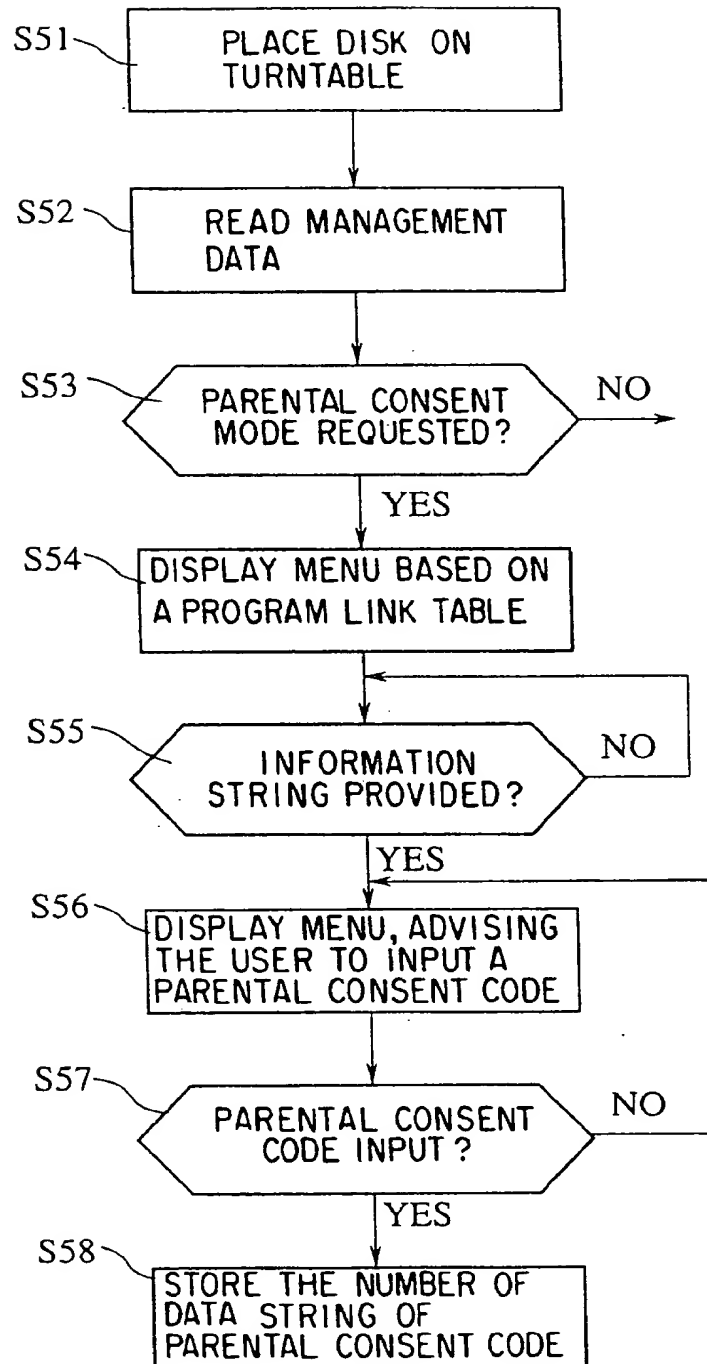 S51
PLACE DISK ON
TURNTABLE
S52
READ MANAGEMENT
DATA
S53
PARENTAL CONSENT
MODE REQUESTED?
NO
YES
S54
DISPLAY MENU BASED ON
A PROGRAM LINK TABLE
S55
INFORMATION
STRING PROVIDED?
NO
YES
S56
DISPLAY MENU, ADVISING
THE USER TO INPUT A
PARENTAL CONSENT CODE
S57
PARENTAL CONSENT
CODE INPUT?
NO
YES
S58
STORE THE NUMBER OF
DATA STRING OF
PARENTAL CONSENT CODE